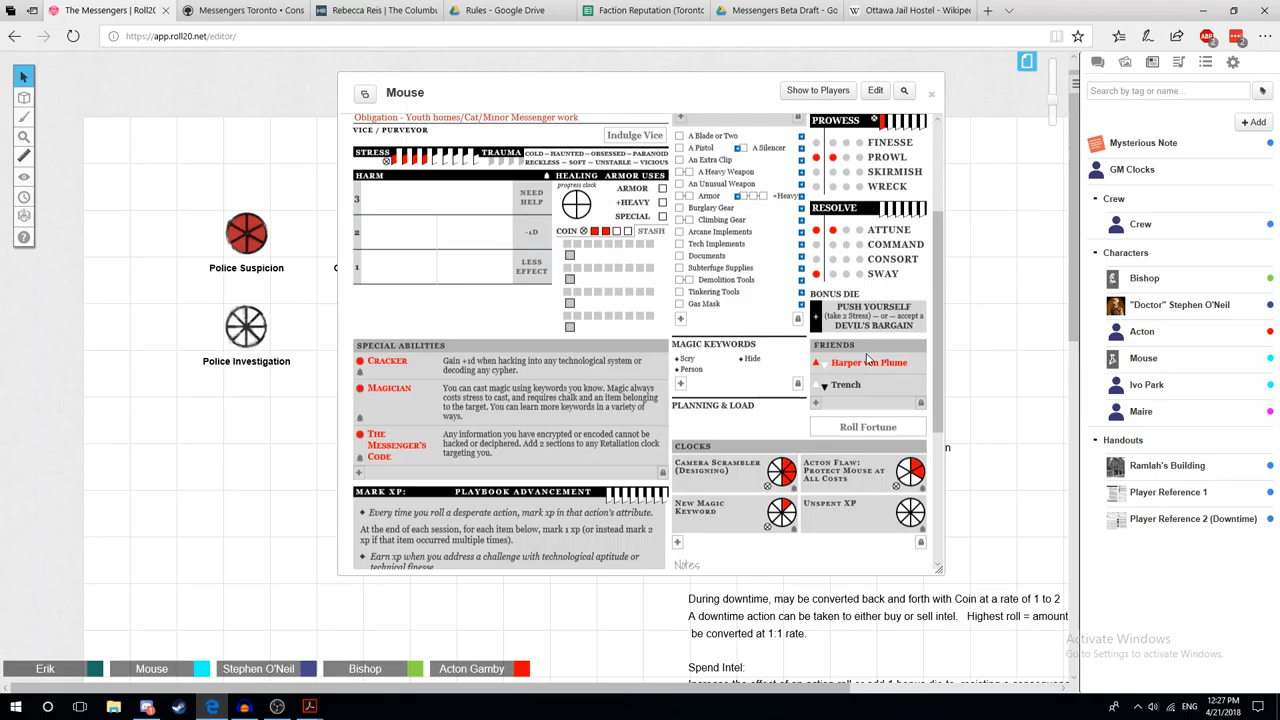 The Messengers | Roll20
Messengers Toronto • Cons
Rebecca Reis | The Columbu
Rules - Google Drive
Faction Reputation (Toront
Messengers Beta Draft - Go
Ottawa Jail Hostel - Wikipe
https://app.roll20.net/editor/
Mouse
Show to Players
Edit
Obligation - Youth homes/Cat/Minor Messenger work
VICE / PURVEYOR
Indulge Vice
STRESS
TRAUMA
COLD — HAUNTED — OBSESSED — PARANOID
RECKLESS — SOFT — UNSTABLE — VICIOUS
HARM
HEALING
ARMOR USES
3
NEED
HELP
2
-1D
1
LESS
EFFECT
progress clock
ARMOR
+HEAVY
SPECIAL
COIN
STASH
SPECIAL ABILITIES
CRACKER
Gain +1d when hacking into any technological system or
decoding any cypher.
MAGICIAN
You can cast magic using keywords you know. Magic always
costs stress to cast, and requires chalk and an item belonging
to the target. You can learn more keywords in a variety of
ways.
THE
MESSENGER'S
CODE
Any information you have encrypted or encoded cannot be
hacked or deciphered. Add 2 sections to any Retaliation clock
targeting you.
MARK XP:
PLAYBOOK ADVANCEMENT
Every time you roll a desperate action, mark xp in that action's attribute.
At the end of each session, for each item below, mark 1 xp (or instead mark 2
xp if that item occurred multiple times).
Earn xp when you address a challenge with technological aptitude or
technical finesse
A Blade or Two
A Pistol
A Silencer
An Extra Clip
A Heavy Weapon
An Unusual Weapon
Armor
+Heavy
Burglary Gear
Climbing Gear
Arcane Implements
Tech Implements
Documents
Subterfuge Supplies
Demolition Tools
Tinkering Tools
Gas Mask
MAGIC KEYWORDS
Scry
Hide
Person
PLANNING & LOAD
PROWESS
FINESSE
PROWL
SKIRMISH
WRECK
RESOLVE
ATTUNE
COMMAND
CONSORT
SWAY
BONUS DIE
+
PUSH YOURSELF
(take 2 Stress) — or — accept a
DEVIL'S BARGAIN
FRIENDS
Harper Plume
Trench
Roll Fortune
CLOCKS
CAMERA SCRAMBLER
(DESIGNING)
ACTON FLAW:
PROTECT MOUSE AT
ALL COSTS
NEW MAGIC
KEYWORD
UNSPENT XP
Notes
Police Suspicion
Police Investigation
During downtime, may be converted back and forth with Coin at a rate of 1 to 2
A downtime action can be taken to either buy or sell intel. Highest roll = amount
be converted at 1:1 rate.
Spend Intel:
Search by tag or name...
+ Add
Mysterious Note
GM Clocks
Crew
Crew
Characters
Bishop
"Doctor" Stephen O'Neil
Acton
Mouse
Ivo Park
Maire
Handouts
Ramlah's Building
Player Reference 1
Player Reference 2 (Downtime)
Activate Windows
Go to Settings to activate Windows.
Erik
Mouse
Stephen O'Neil
Bishop
Acton Gamby
12:27 PM
4/21/2018